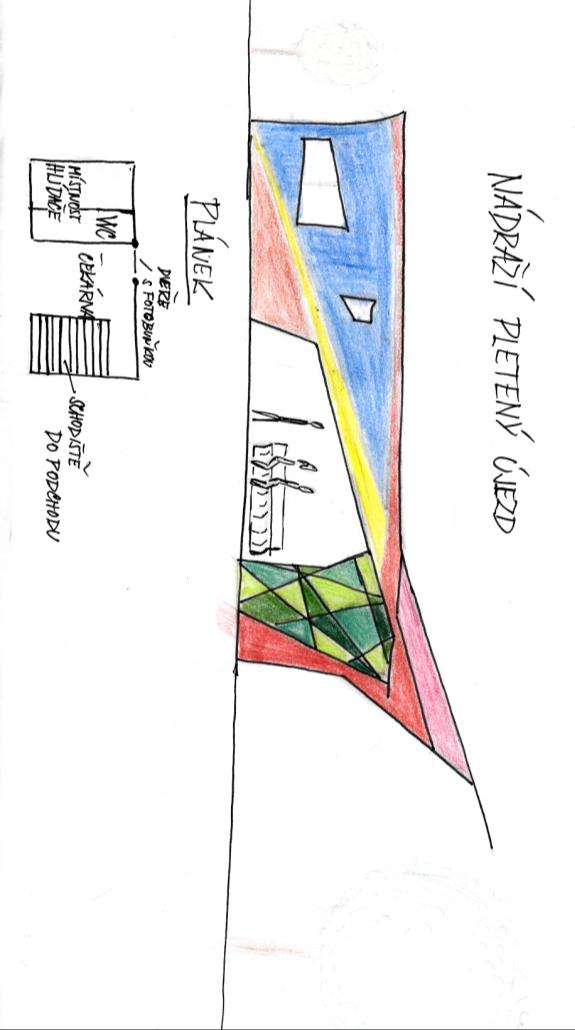 NÁDRAŽÍ PLETENÝ ÚJEZD
PLÁNEK
DVEŘE
S FOTOBUŇKOU
WC
MÍSTNOST
HLÍDAČE
ČEKÁRNA
SCHODIŠTĚ
DO PODCHODU